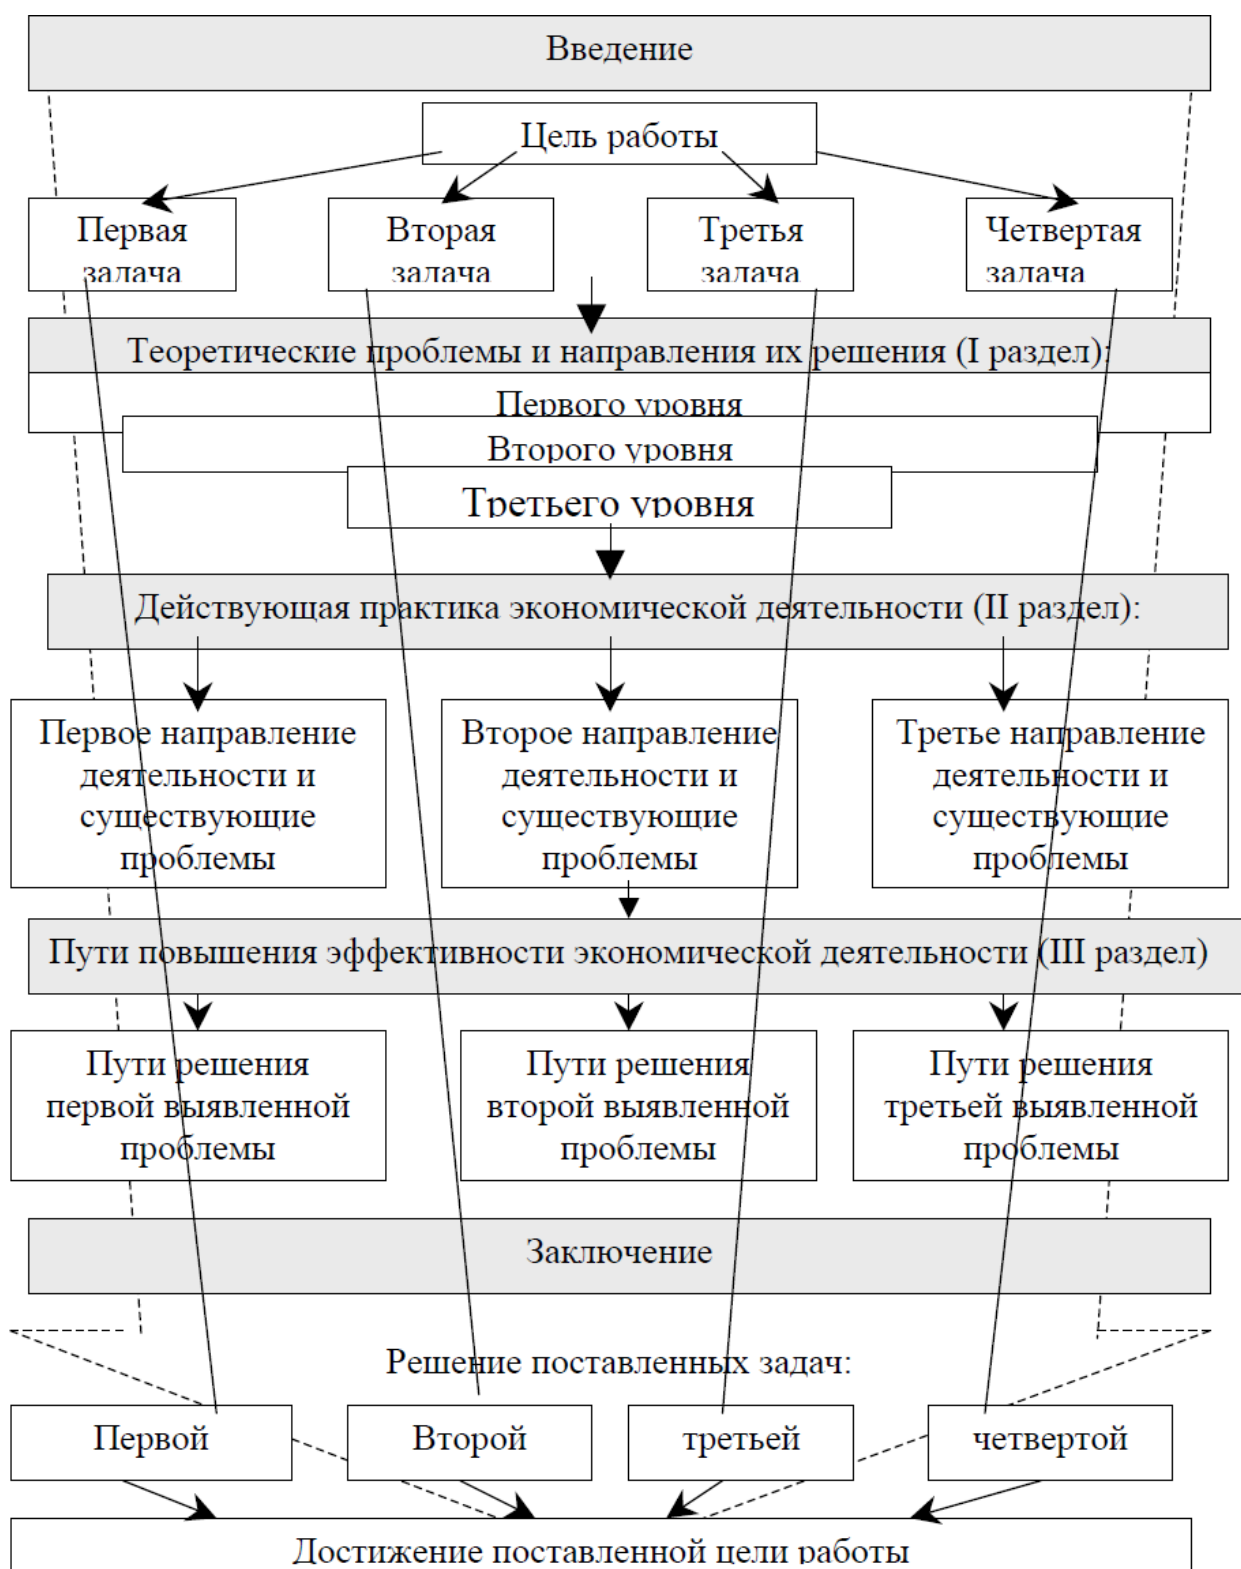 Введение
Цель работы
Первая
задача
Вторая
задача
Третья
задача
Четвертая
задача
Теоретические проблемы и направления их решения (I раздел):
Первого уровня
Второго уровня
Третьего уровня
Действующая практика экономической деятельности (II раздел):
Первое направление
деятельности и
существующие
проблемы
Второе направление
деятельности и
существующие
проблемы
Третье направление
деятельности и
существующие
проблемы
Пути повышения эффективности экономической деятельности (III раздел)
Пути решения
первой выявленной
проблемы
Пути решения
второй выявленной
проблемы
Пути решения
третьей выявленной
проблемы
Заключение
Решение поставленных задач:
Первой
Второй
третьей
четвертой
Достижение поставленной цели работы